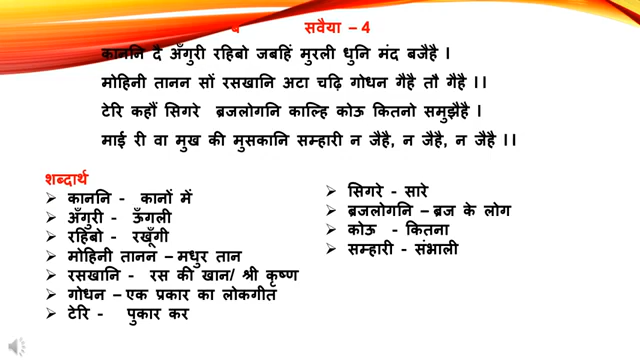 सवैया – 4
काननि दै अँगुरी रहिबो जबहिं मुरली धुनि मंद बजैहै ।
मोहिनी तानन सों रसखानि अटा चढ़ि गोधन गैहै तौ गैहै ।।
टेरि कहौं सिगरे ब्रजलोगनि काल्हि कोऊ कितनो समुझैहै ।
माई री वा मुख की मुसकानि सम्हारी न जैहै, न जैहै, न जैहै ।।
शब्दार्थ
➢ काननि - कानों में
➢ अँगुरी - ऊँगली
➢ रहिबो - रखूँगी
➢ मोहिनी तानन – मधुर तान
➢ रसखानि - रस की खान/ श्री कृष्ण
➢ गोधन – एक प्रकार का लोकगीत
➢ टेरि - पुकार कर
➢ सिगरे - सारे
➢ ब्रजलोगनि – ब्रज के लोग
➢ कोऊ - कितना
➢ सम्हारी - संभाली